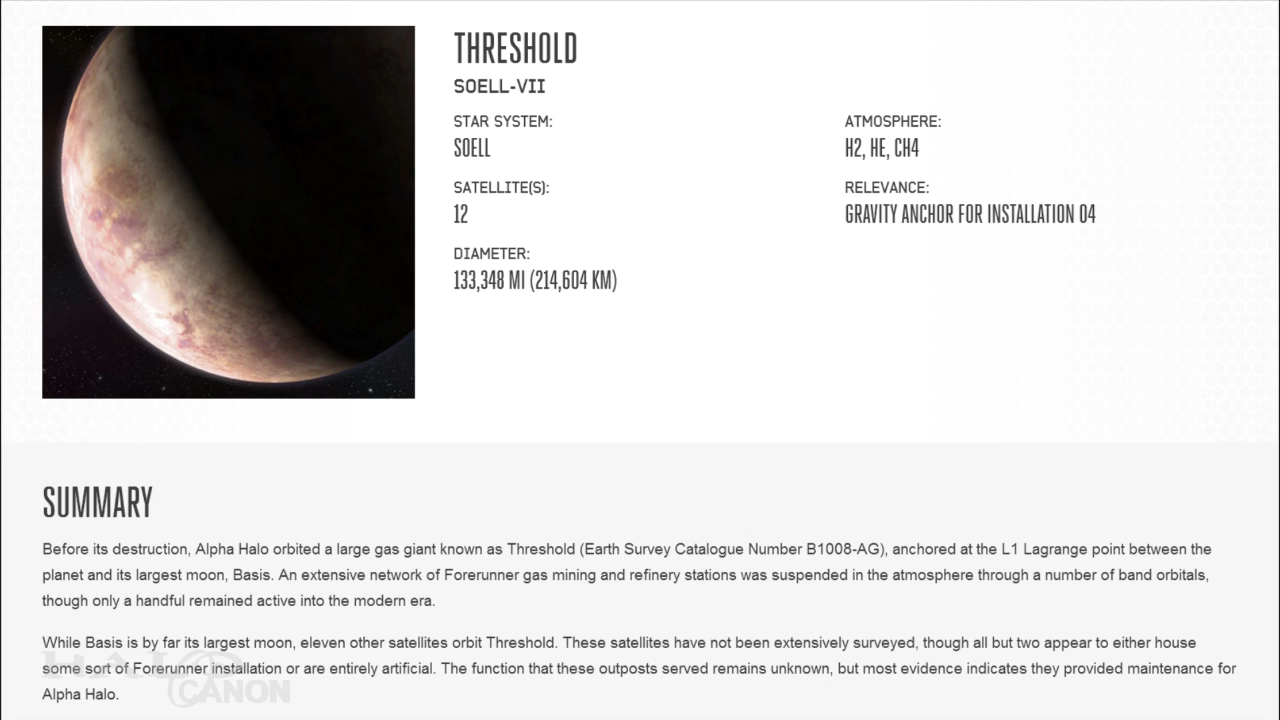 THRESHOLD
SOELL-VII
STAR SYSTEM:
SOELL
ATMOSPHERE:
H2, HE, CH4
SATELLITE(S):
12
RELEVANCE:
GRAVITY ANCHOR FOR INSTALLATION 04
DIAMETER:
133,348 MI (214,604 KM)
SUMMARY
Before its destruction, Alpha Halo orbited a large gas giant known as Threshold (Earth Survey Catalogue Number B1008-AG), anchored at the L1 Lagrange point between the
planet and its largest moon, Basis. An extensive network of Forerunner gas mining and refinery stations was suspended in the atmosphere through a number of band orbitals,
though only a handful remained active into the modern era.
While Basis is by far its largest moon, eleven other satellites orbit Threshold. These satellites have not been extensively surveyed, though all but two appear to either house
some sort of Forerunner installation or are entirely artificial. The function that these outposts served remains unknown, but most evidence indicates they provided maintenance for
Alpha Halo.
HALO
CANON